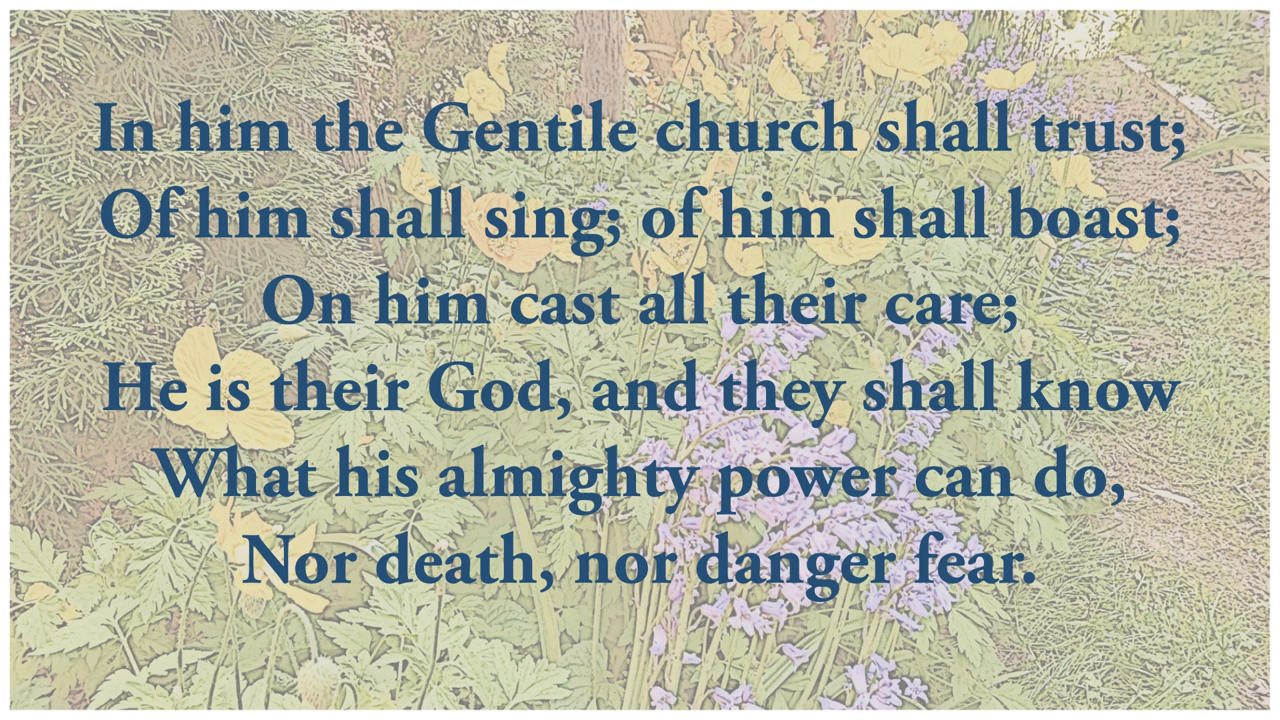 In him the Gentile church shall trust;
Of him shall sing; of him shall boast;
On him cast all their care;
He is their God, and they shall know
What his almighty power can do,
Nor death, nor danger fear.